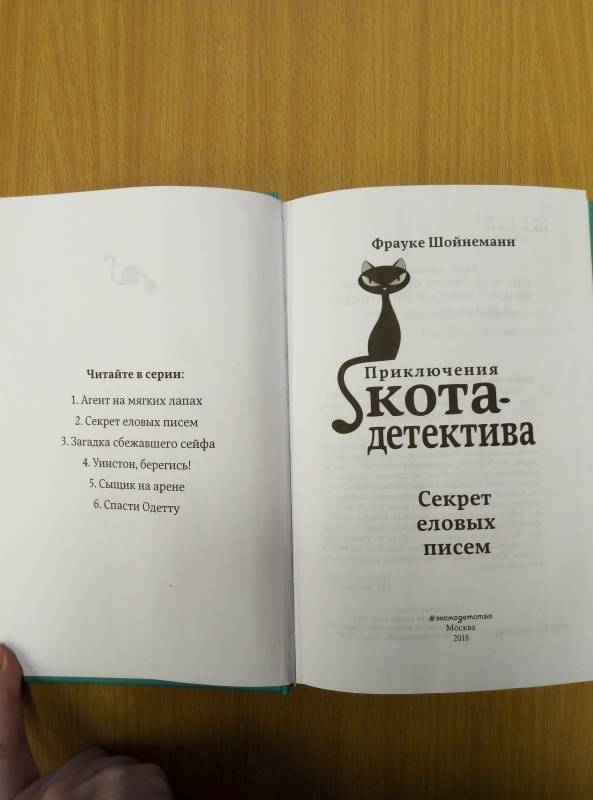 Читайте в серии:
1. Агент на мягких лапах
2. Секрет еловых писем
3. Загадка сбежавшего сейфа
4. Уинстон, берегись!
5. Сыщик на арене
6. Спасти Одетту
Фрауке Шойнеманн
Приключения
кота-
детектива
Секрет
еловых
писем
#эксмодетство
Москва
2018